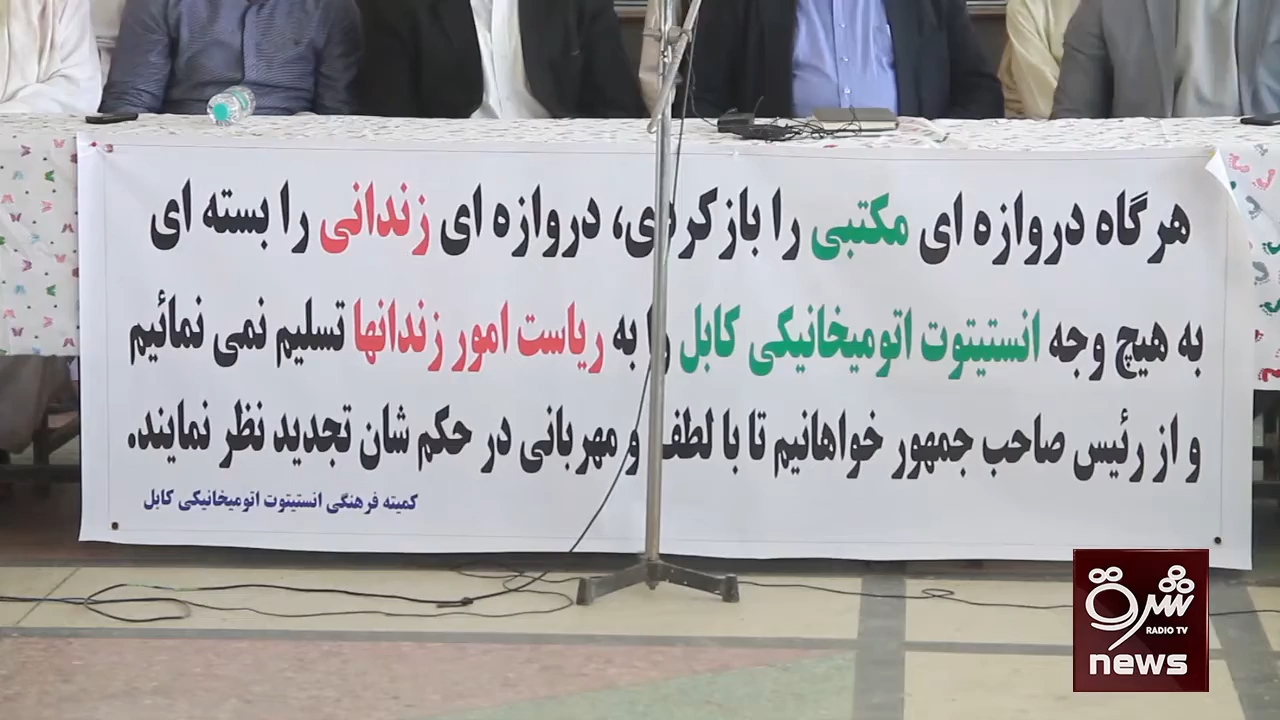 هرگاه دروازه ای مکتبی را بازکردی، دروازه ای زندانی را بسته ای
به هیچ وجه انستیتوت اتومیخانیکی کابل را به ریاست امور زندانها تسلیم نمی نمائیم
و از رئیس صاحب جمهور خواهانیم تا با لطف و مهربانی در حکم شان تجدید نظر نمایند.
کمیته فرهنگی انستیتوت اتومیخانیکی کابل
شرق
RADIO TV
news